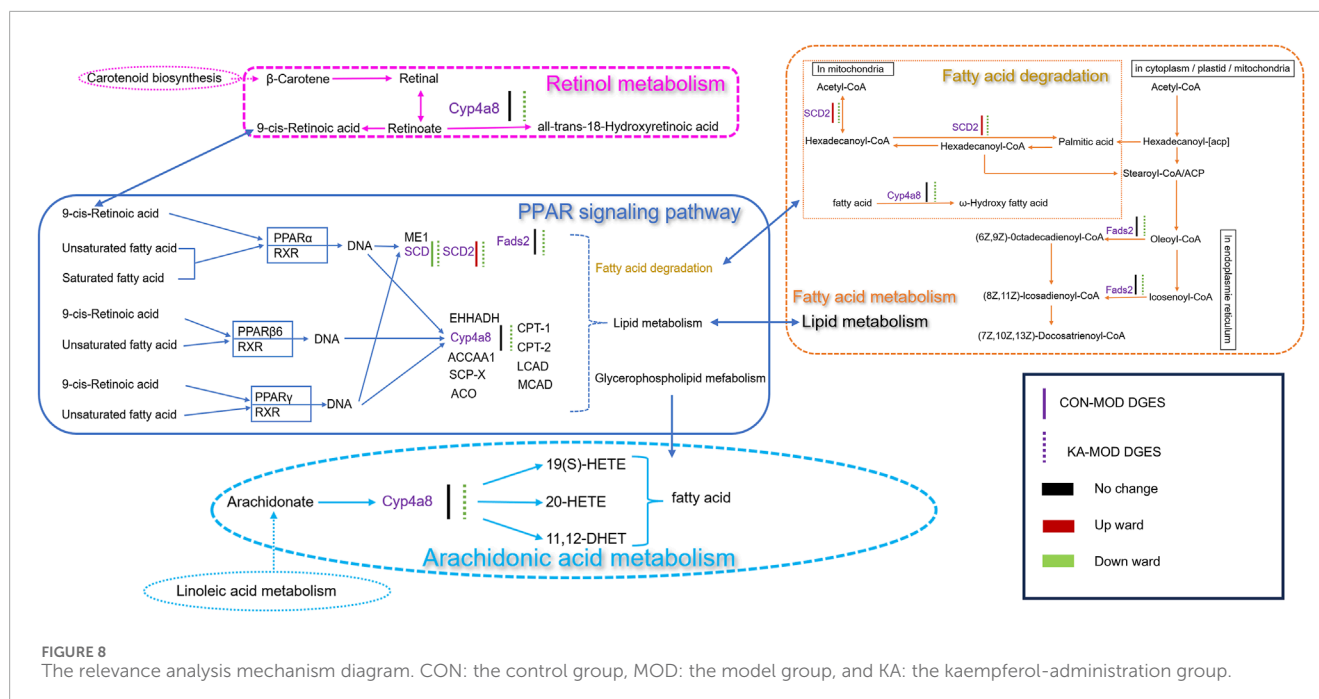 Carotenoid biosynthesis
β-Carotene
Retinal
Retinol metabolism
Cyp4a8
9-cis-Retinoic acid
Retinoate
all-trans-18-Hydroxyretinoic acid
In mitochondria
Fatty acid degradation
in cytoplasm / plastid / mitochondria
Acetyl-CoA
Acetyl-CoA
SCD2
SCD2
Hexadecanoyl-CoA
Hexadecanoyl-CoA
Palmitic acid
Hexadecanoyl-[acp]
Stearoyl-CoA/ACP
Cyp4a8
fatty acid
ω-Hydroxy fatty acid
Fads2
(6Z,9Z)-0ctadecadienoyl-CoA
Oleoyl-CoA
In endoplasmie reticulum
Fads2
Fatty acid metabolism
(8Z,11Z)-Icosadienoyl-CoA
Icosenoyl-CoA
Lipid metabolism
(7Z,10Z,13Z)-Docosatrienoyl-CoA
PPAR signaling pathway
9-cis-Retinoic acid
Unsaturated fatty acid
Saturated fatty acid
PPARα
RXR
DNA
ME1
SCD
SCD2
Fads2
Fatty acid degradation
9-cis-Retinoic acid
Unsaturated fatty acid
PPARβ6
RXR
DNA
EHHADH
Cyp4a8
ACCAA1
SCP-X
ACO
CPT-1
CPT-2
LCAD
MCAD
Lipid metabolism
Glycerophospholipid mefabolism
9-cis-Retinoic acid
Unsaturated fatty acid
PPARγ
RXR
DNA
Arachidonate
Cyp4a8
19(S)-HETE
20-HETE
11,12-DHET
fatty acid
Arachidonic acid metabolism
Linoleic acid metabolism
CON-MOD DGES
KA-MOD DGES
No change
Up ward
Down ward
FIGURE 8
The relevance analysis mechanism diagram. CON: the control group, MOD: the model group, and KA: the kaempferol-administration group.